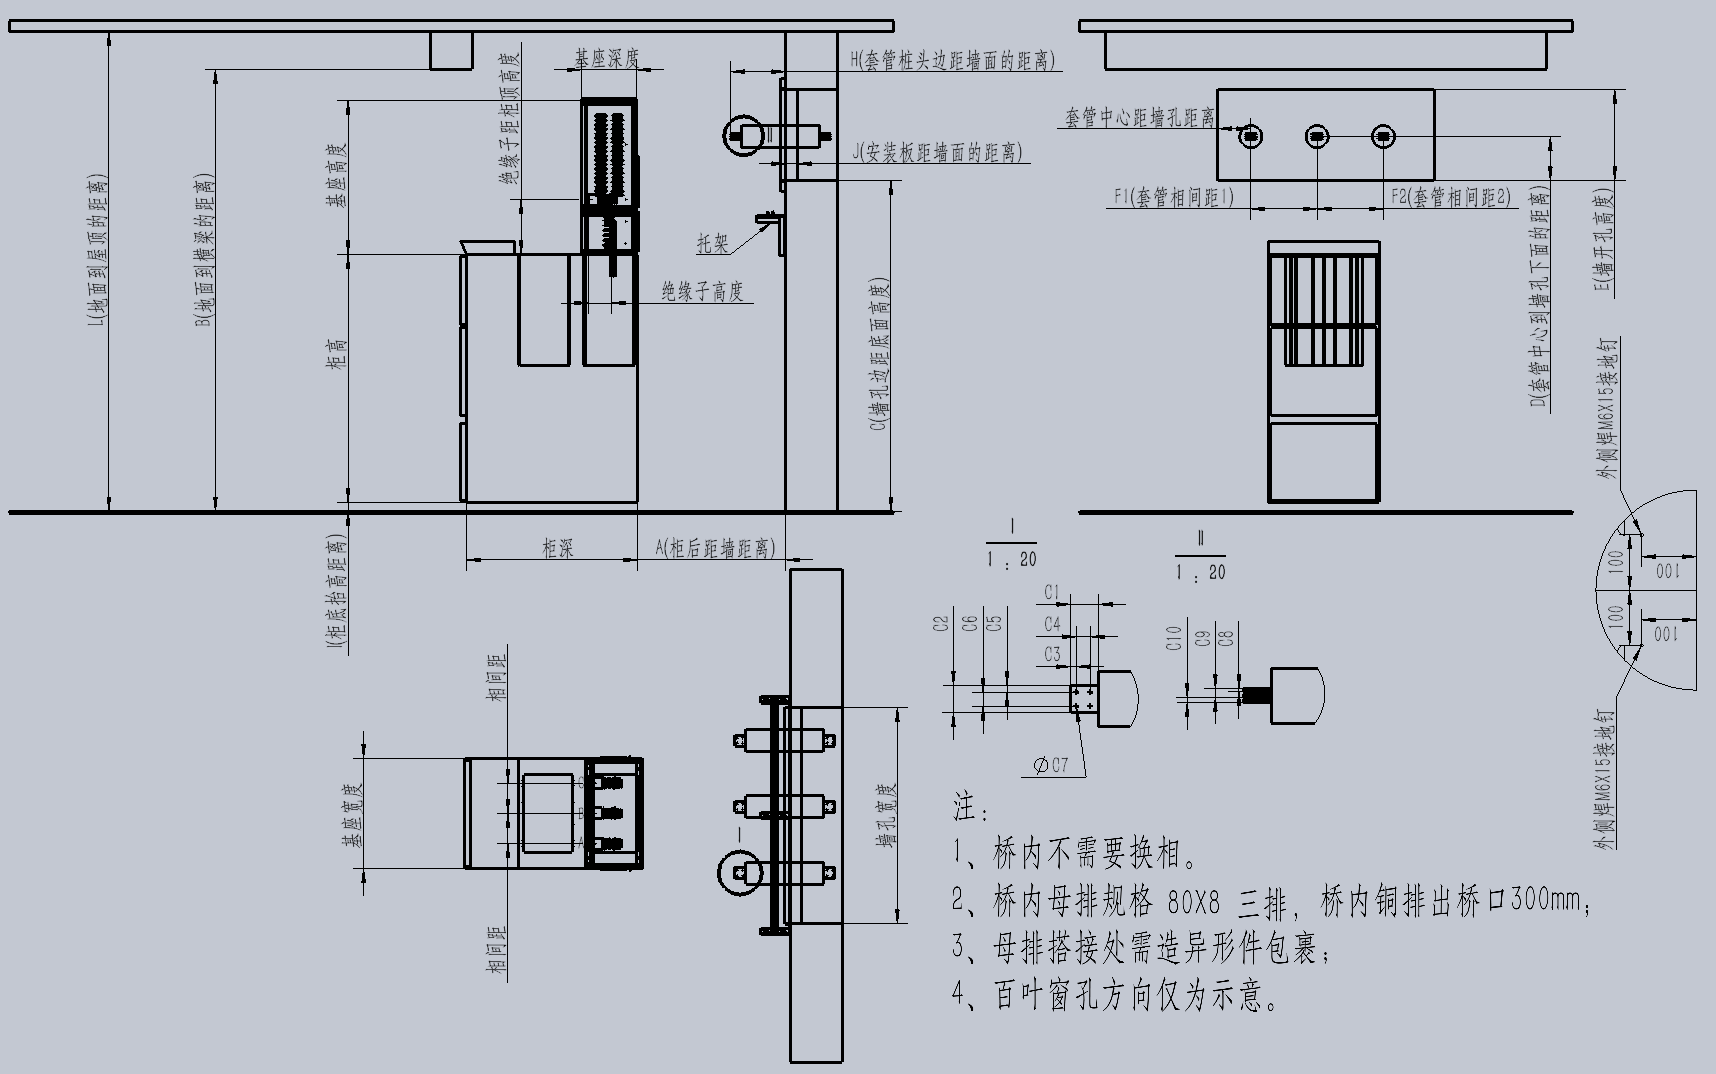 基座深度
H(套管桩头边距墙面的距离)
绝缘子距柜顶高度
套管中心距墙孔距离
基座高度
J(安装板距墙面的距离)
L(地面到屋顶的距离)
B(地面到横梁的距离)
F1(套管相间距1)
F2(套管相间距2)
托架
绝缘子高度
柜高
C(墙孔边距底面高度)
D(套管中心到墙孔下面的距离)
E(墙开孔高度)
外侧焊M6X15接地钉
柜深
A(柜后距墙距离)
I(柜底抬高距离)
I
1 : 20
II
1 : 20
100
100
100
100
外侧焊M6X15接地钉
C1
C2
C6
C5
C4
C3
ØC7
C10
C9
C8
相间距
基座宽度
C
B
A
相间距
I
II
墙孔宽度
注:
1、桥内不需要换相。
2、桥内母排规格 80X8 三排, 桥内铜排出桥口300mm;
3、母排搭接处需造异形件包裹;
4、百叶窗孔方向仅为示意。